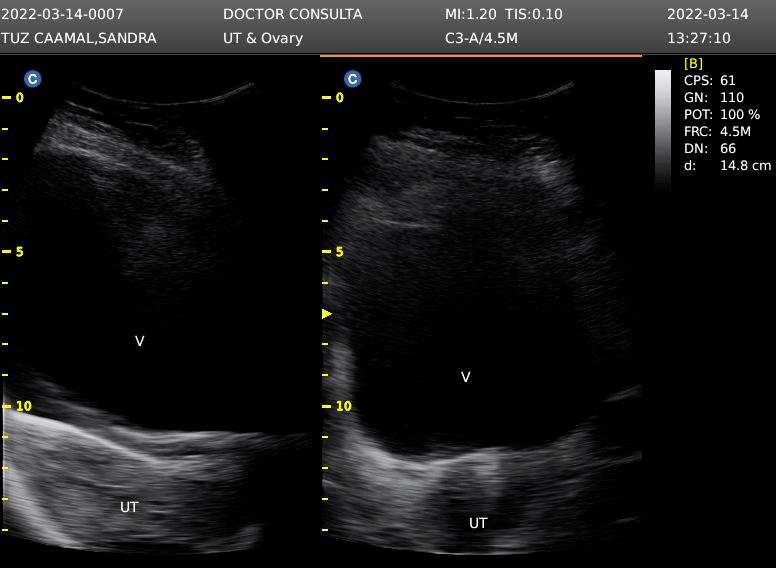 2022-03-14-0007 DOCTOR CONSULTA MI:1.20 TIS:0.10 2022-03-14
TUZ CAAMAL,SANDRA UT & Ovary C3-A/4.5M 13:27:10
[B]
CPS: 61
GN: 110
POT: 100 %
FRC: 4.5M
DN: 66
d: 14.8 cm
C
0
5
V
10
UT
C
0
5
V
10
UT